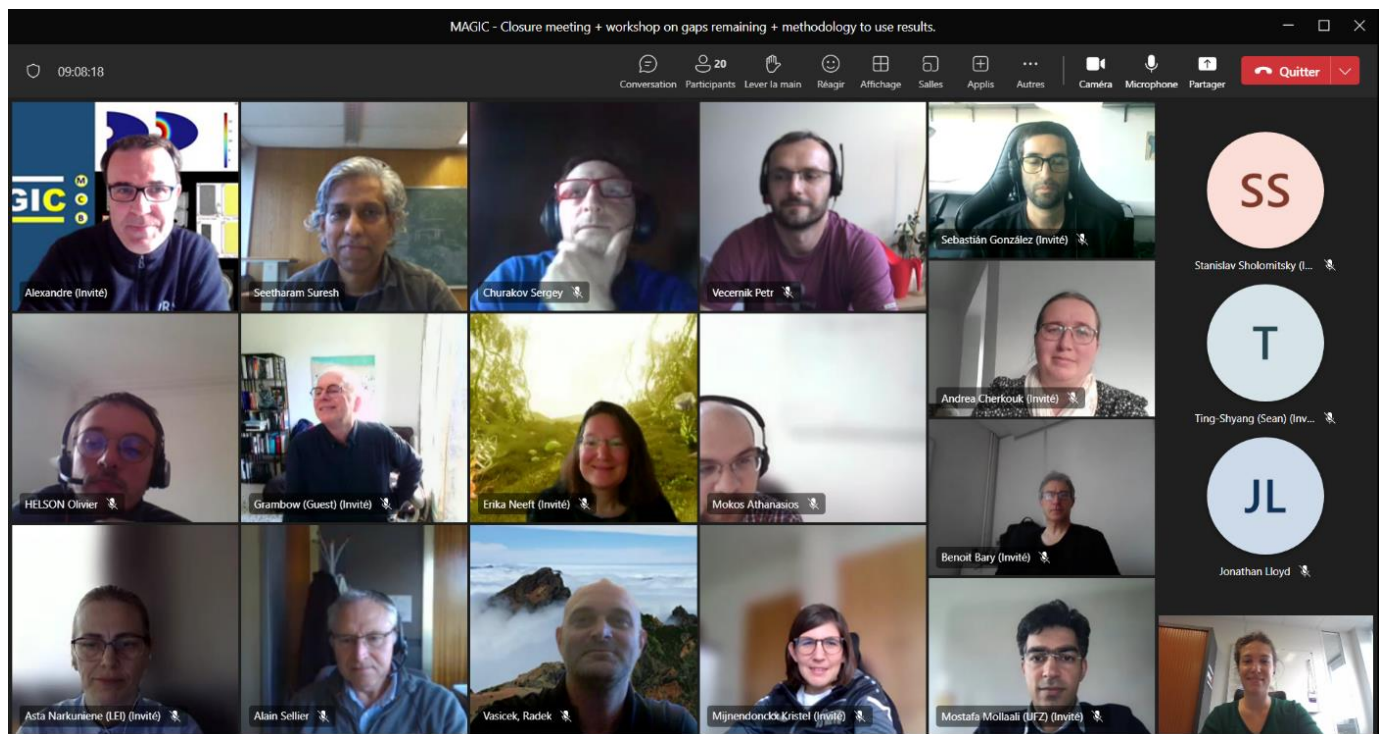 MAGIC - Closure meeting + workshop on gaps remaining + methodology to use results.
09:08:18
Conversation
20
Participants
Lever la main
Réagir
Affichage
Salles
Applis
Autres
Caméra
Microphone
Partager
Quitter
GIC
M
C
B
Alexandre (Invité)
Seetharam Suresh
Churakov Sergey
Vecernik Petr
Sebastián González (Invité)
SS
Stanislav Sholomitsky (I...
Andrea Cherkouk (Invité)
T
Ting-Shyang (Sean) (Inv...
HELSON Olivier
Grambow (Guest) (Invité)
Erika Neeft (Invité)
Mokos Athanasios
Benoit Bary (Invité)
JL
Jonathan Lloyd
Asta Narkuniene (LEI) (Invité)
Alain Sellier
Vasicek, Radek
Mijnendonckx Kristel (Invité)
Mostafa Mollaali (UFZ) (Invité)